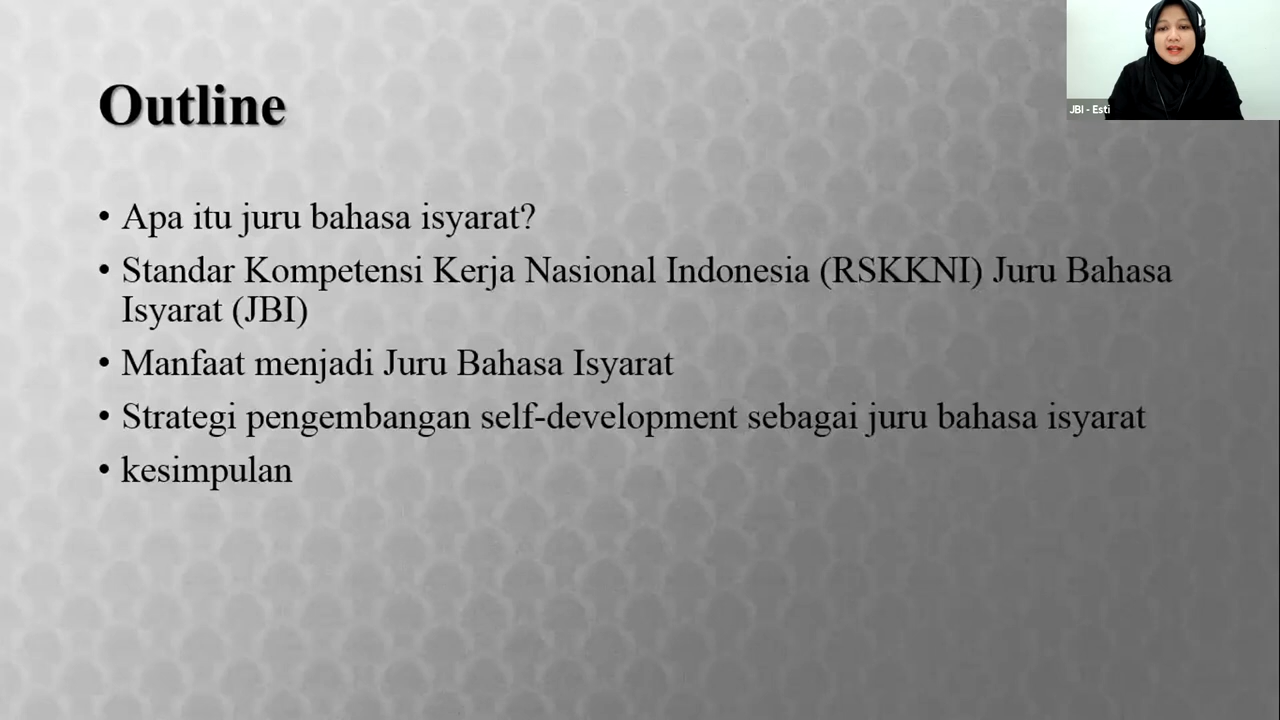 Outline
• Apa itu juru bahasa isyarat?
• Standar Kompetensi Kerja Nasional Indonesia (RSKKNI) Juru Bahasa
Isyarat (JBI)
• Manfaat menjadi Juru Bahasa Isyarat
• Strategi pengembangan self-development sebagai juru bahasa isyarat
• kesimpulan
JBI - Esti